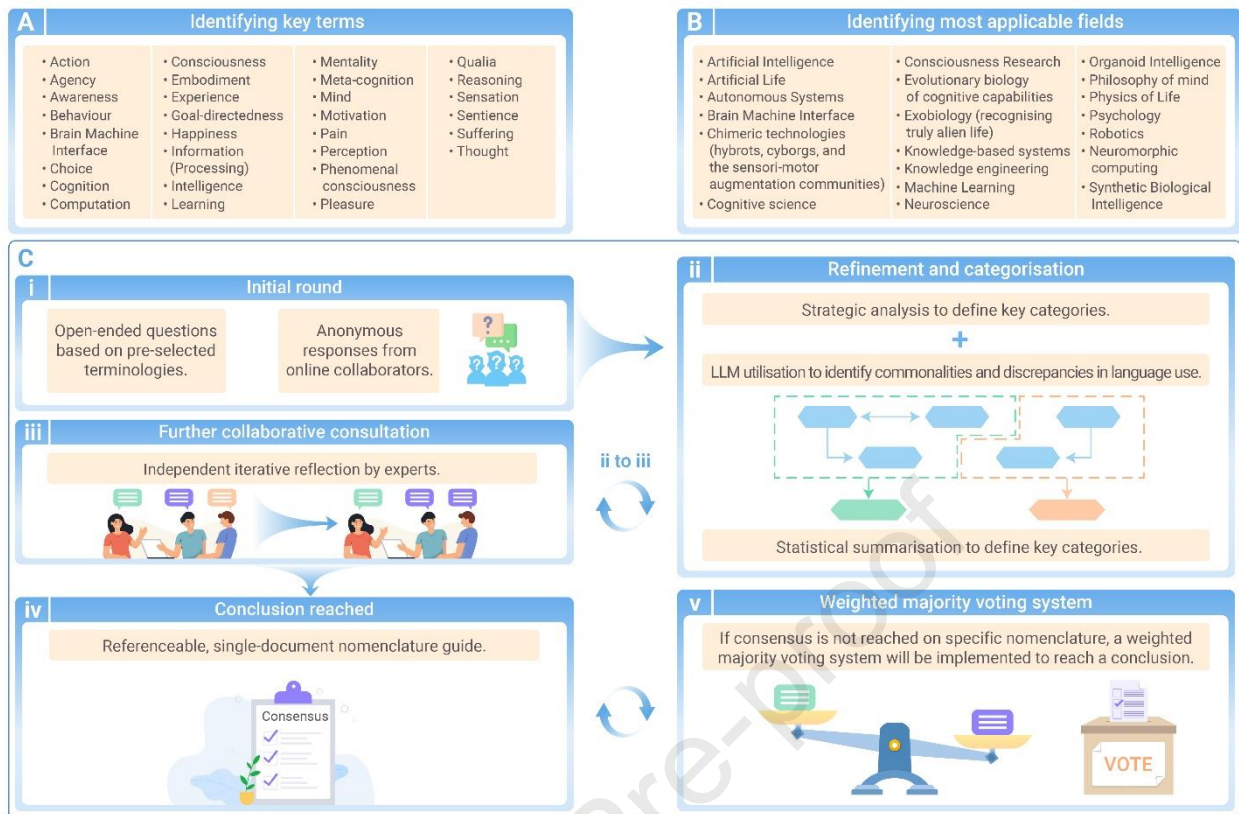 A
Identifying key terms
• Action
• Agency
• Awareness
• Behaviour
• Brain Machine
Interface
• Choice
• Cognition
• Computation
• Consciousness
• Embodiment
• Experience
• Goal-directedness
• Happiness
• Information
(Processing)
• Intelligence
• Learning
• Mentality
• Meta-cognition
• Mind
• Motivation
• Pain
• Perception
• Phenomenal
consciousness
• Pleasure
• Qualia
• Reasoning
• Sensation
• Sentience
• Suffering
• Thought
B
Identifying most applicable fields
• Artificial Intelligence
• Artificial Life
• Autonomous Systems
• Brain Machine Interface
• Chimeric technologies
(hybrots, cyborgs, and
the sensori-motor
augmentation communities)
• Cognitive science
• Consciousness Research
• Evolutionary biology
of cognitive capabilities
• Exobiology (recognising
truly alien life)
• Knowledge-based systems
• Knowledge engineering
• Machine Learning
• Neuroscience
• Organoid Intelligence
• Philosophy of mind
• Physics of Life
• Psychology
• Robotics
• Neuromorphic
computing
• Synthetic Biological
Intelligence
C
i
Initial round
Open-ended questions
based on pre-selected
terminologies.
Anonymous
responses from
online collaborators.
?
? ? ?
ii
Refinement and categorisation
Strategic analysis to define key categories.
+
LLM utilisation to identify commonalities and discrepancies in language use.
Statistical summarisation to define key categories.
iii
Further collaborative consultation
Independent iterative reflection by experts.
ii to iii
iv
Conclusion reached
Referenceable, single-document nomenclature guide.
Consensus
v
Weighted majority voting system
If consensus is not reached on specific nomenclature, a weighted
majority voting system will be implemented to reach a conclusion.
VOTE
re-proof